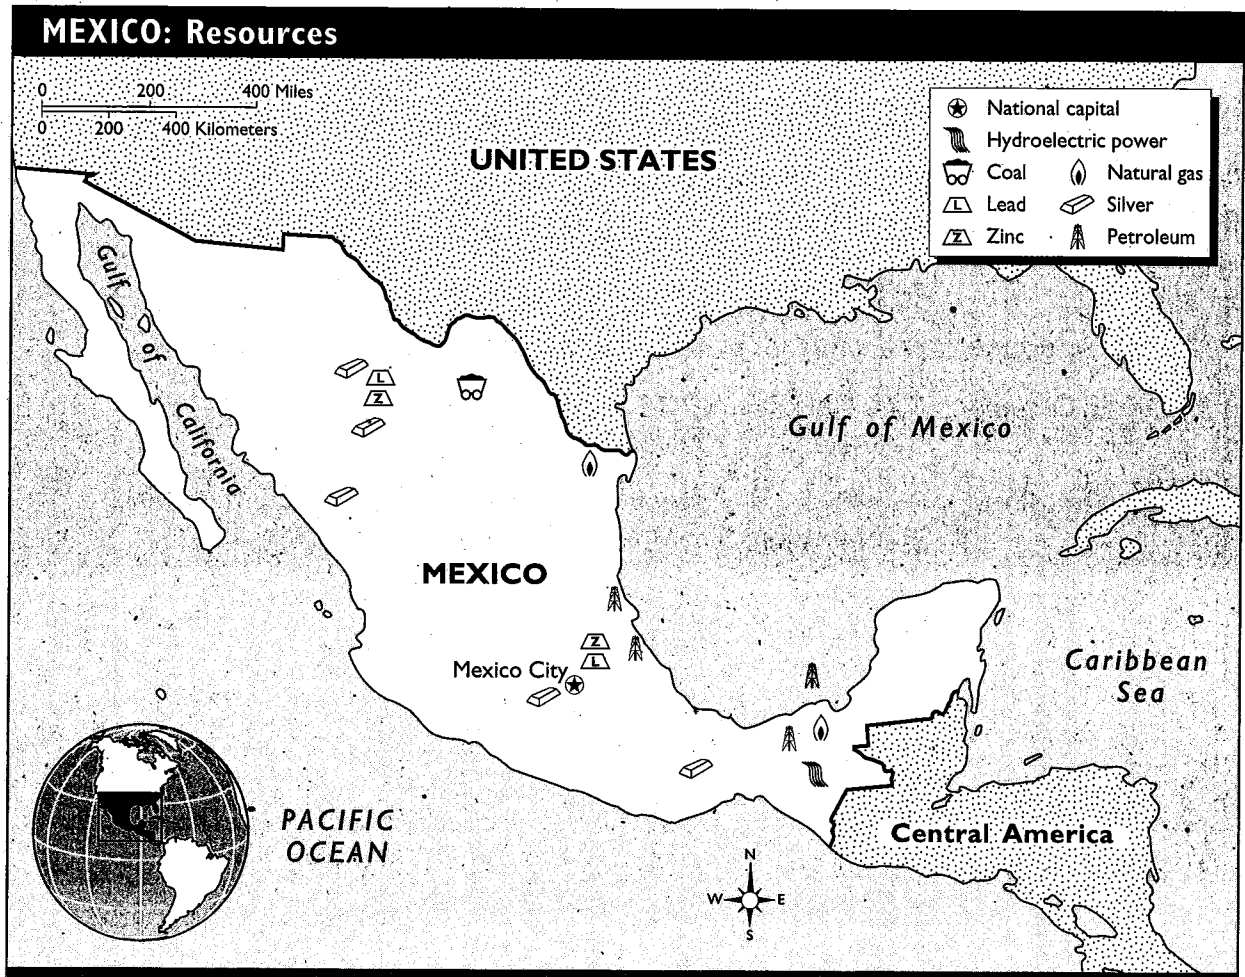 MEXICO: Resources
0 200 400 Miles
0 200 400 Kilometers
National capital
Hydroelectric power
Coal
Natural gas
L Lead
Silver
Z Zinc
Petroleum
UNITED STATES
Gulf of California
L
Z
Gulf of Mexico
MEXICO
Z
L
Mexico City
Caribbean
Sea
PACIFIC
OCEAN
Central America
N
W E
S